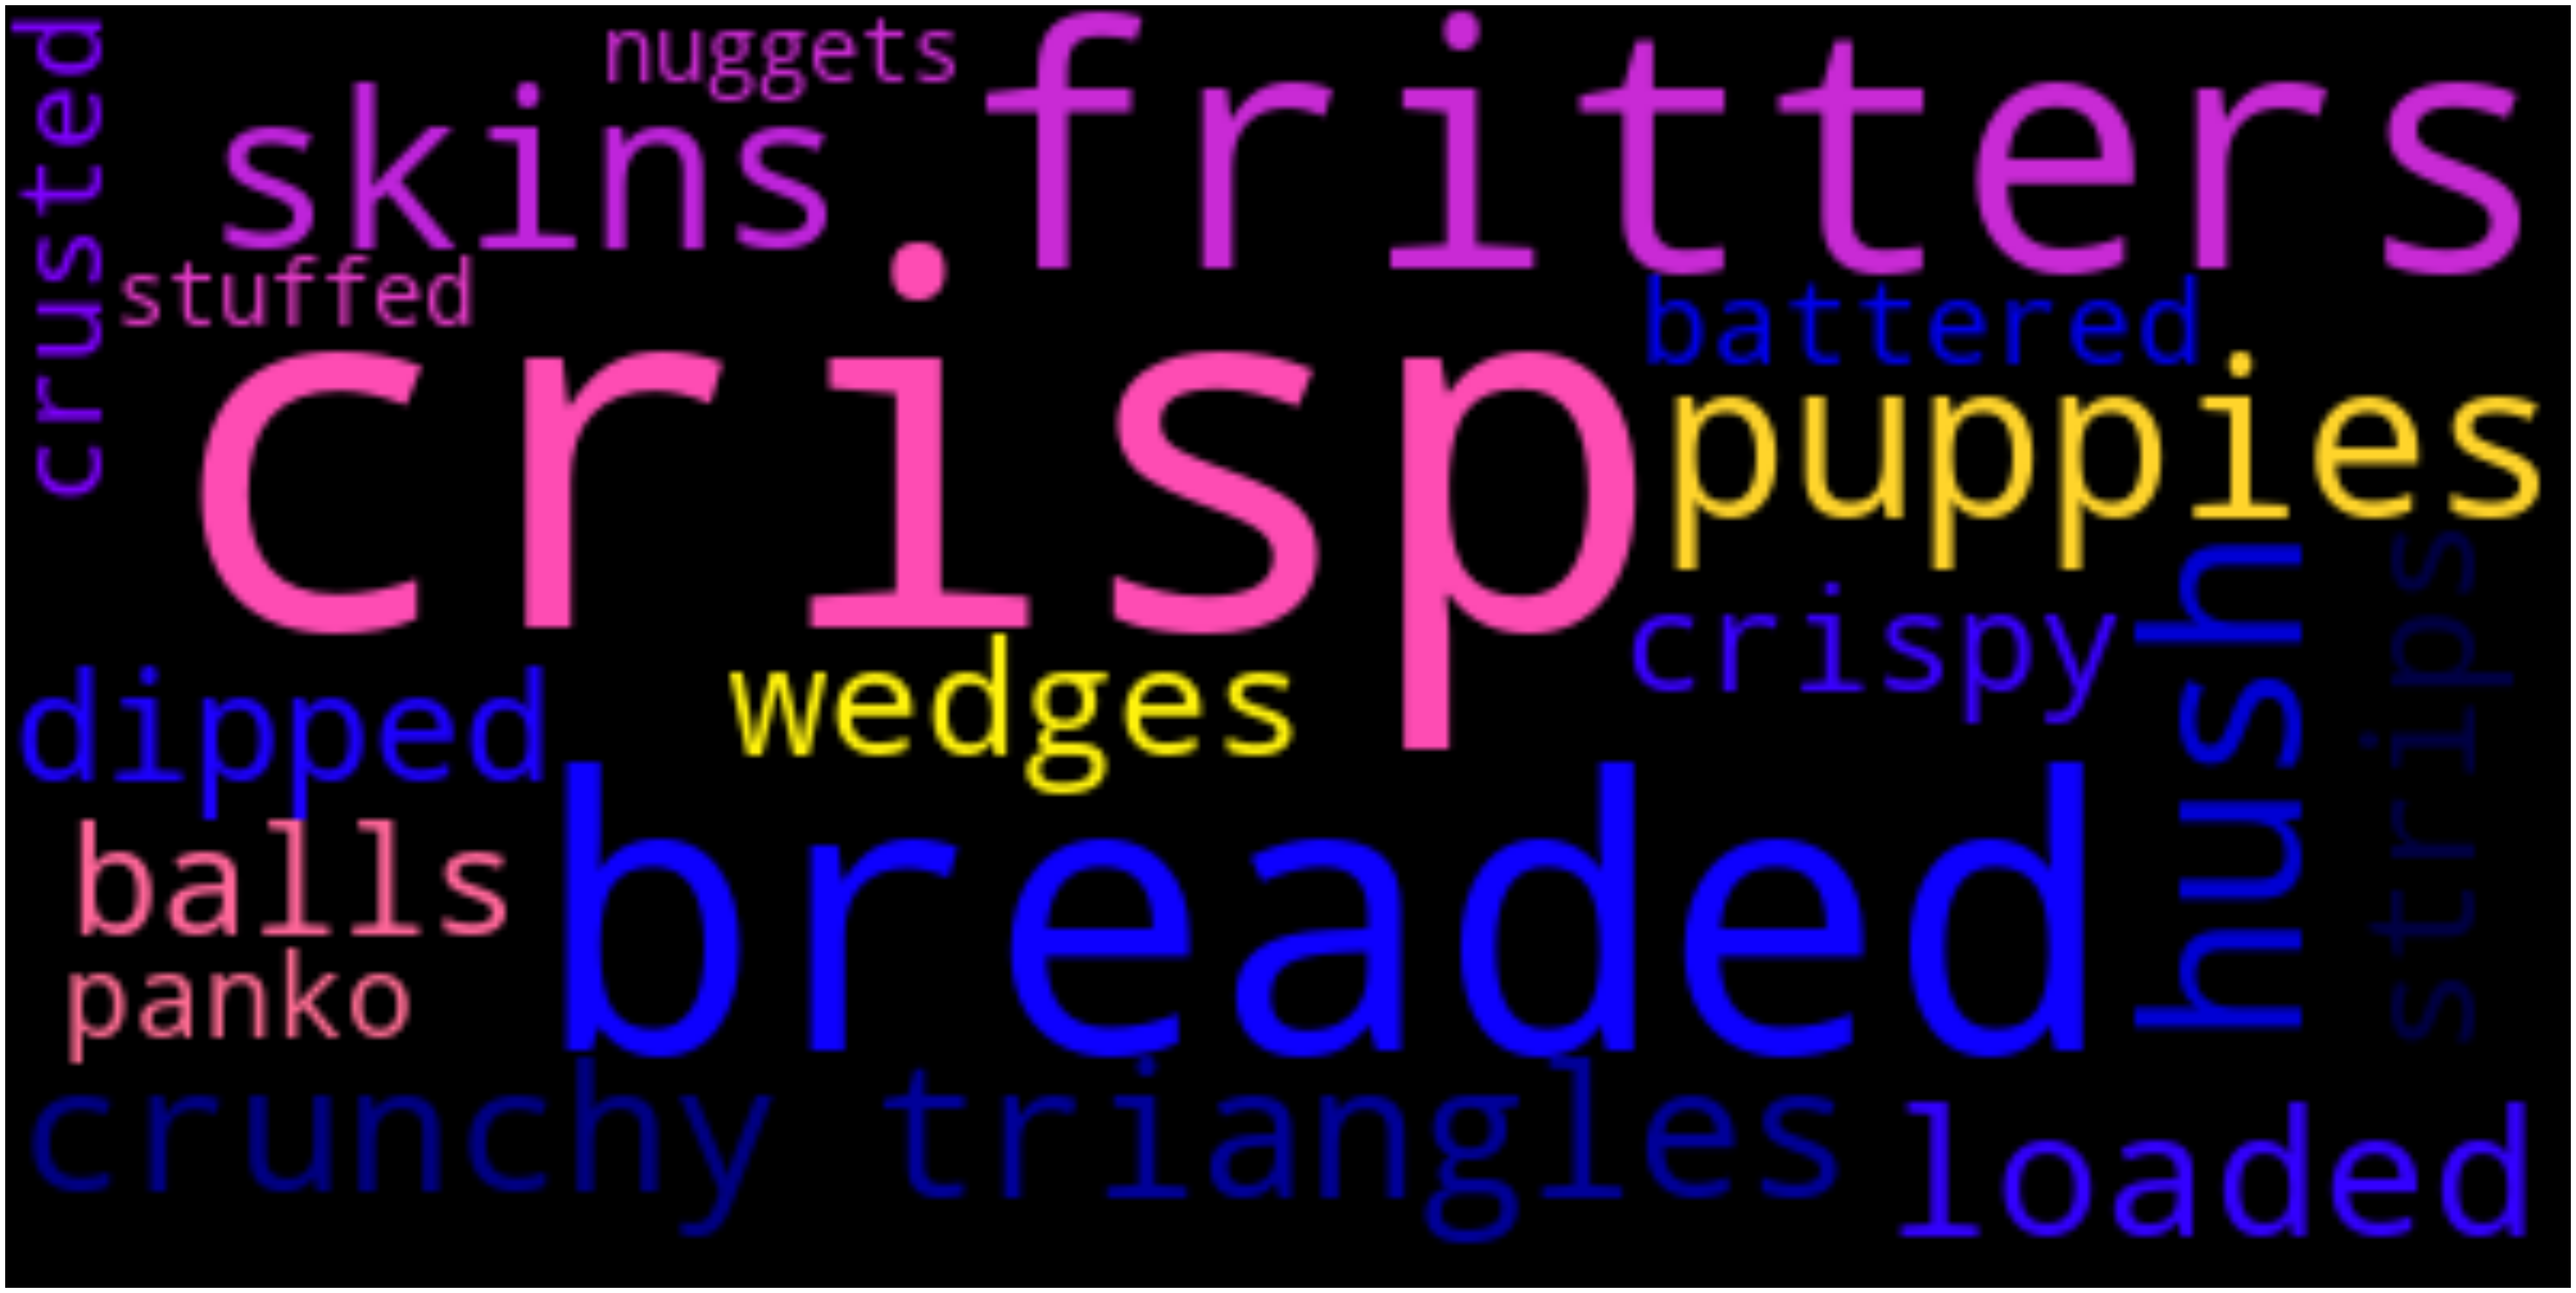 crusted
nuggets
skins
fritters
stuffed
battered
crisp
puppies
crispy
hush
strips
dipped
wedges
balls
breaded
panko
crunchy
triangles
loaded